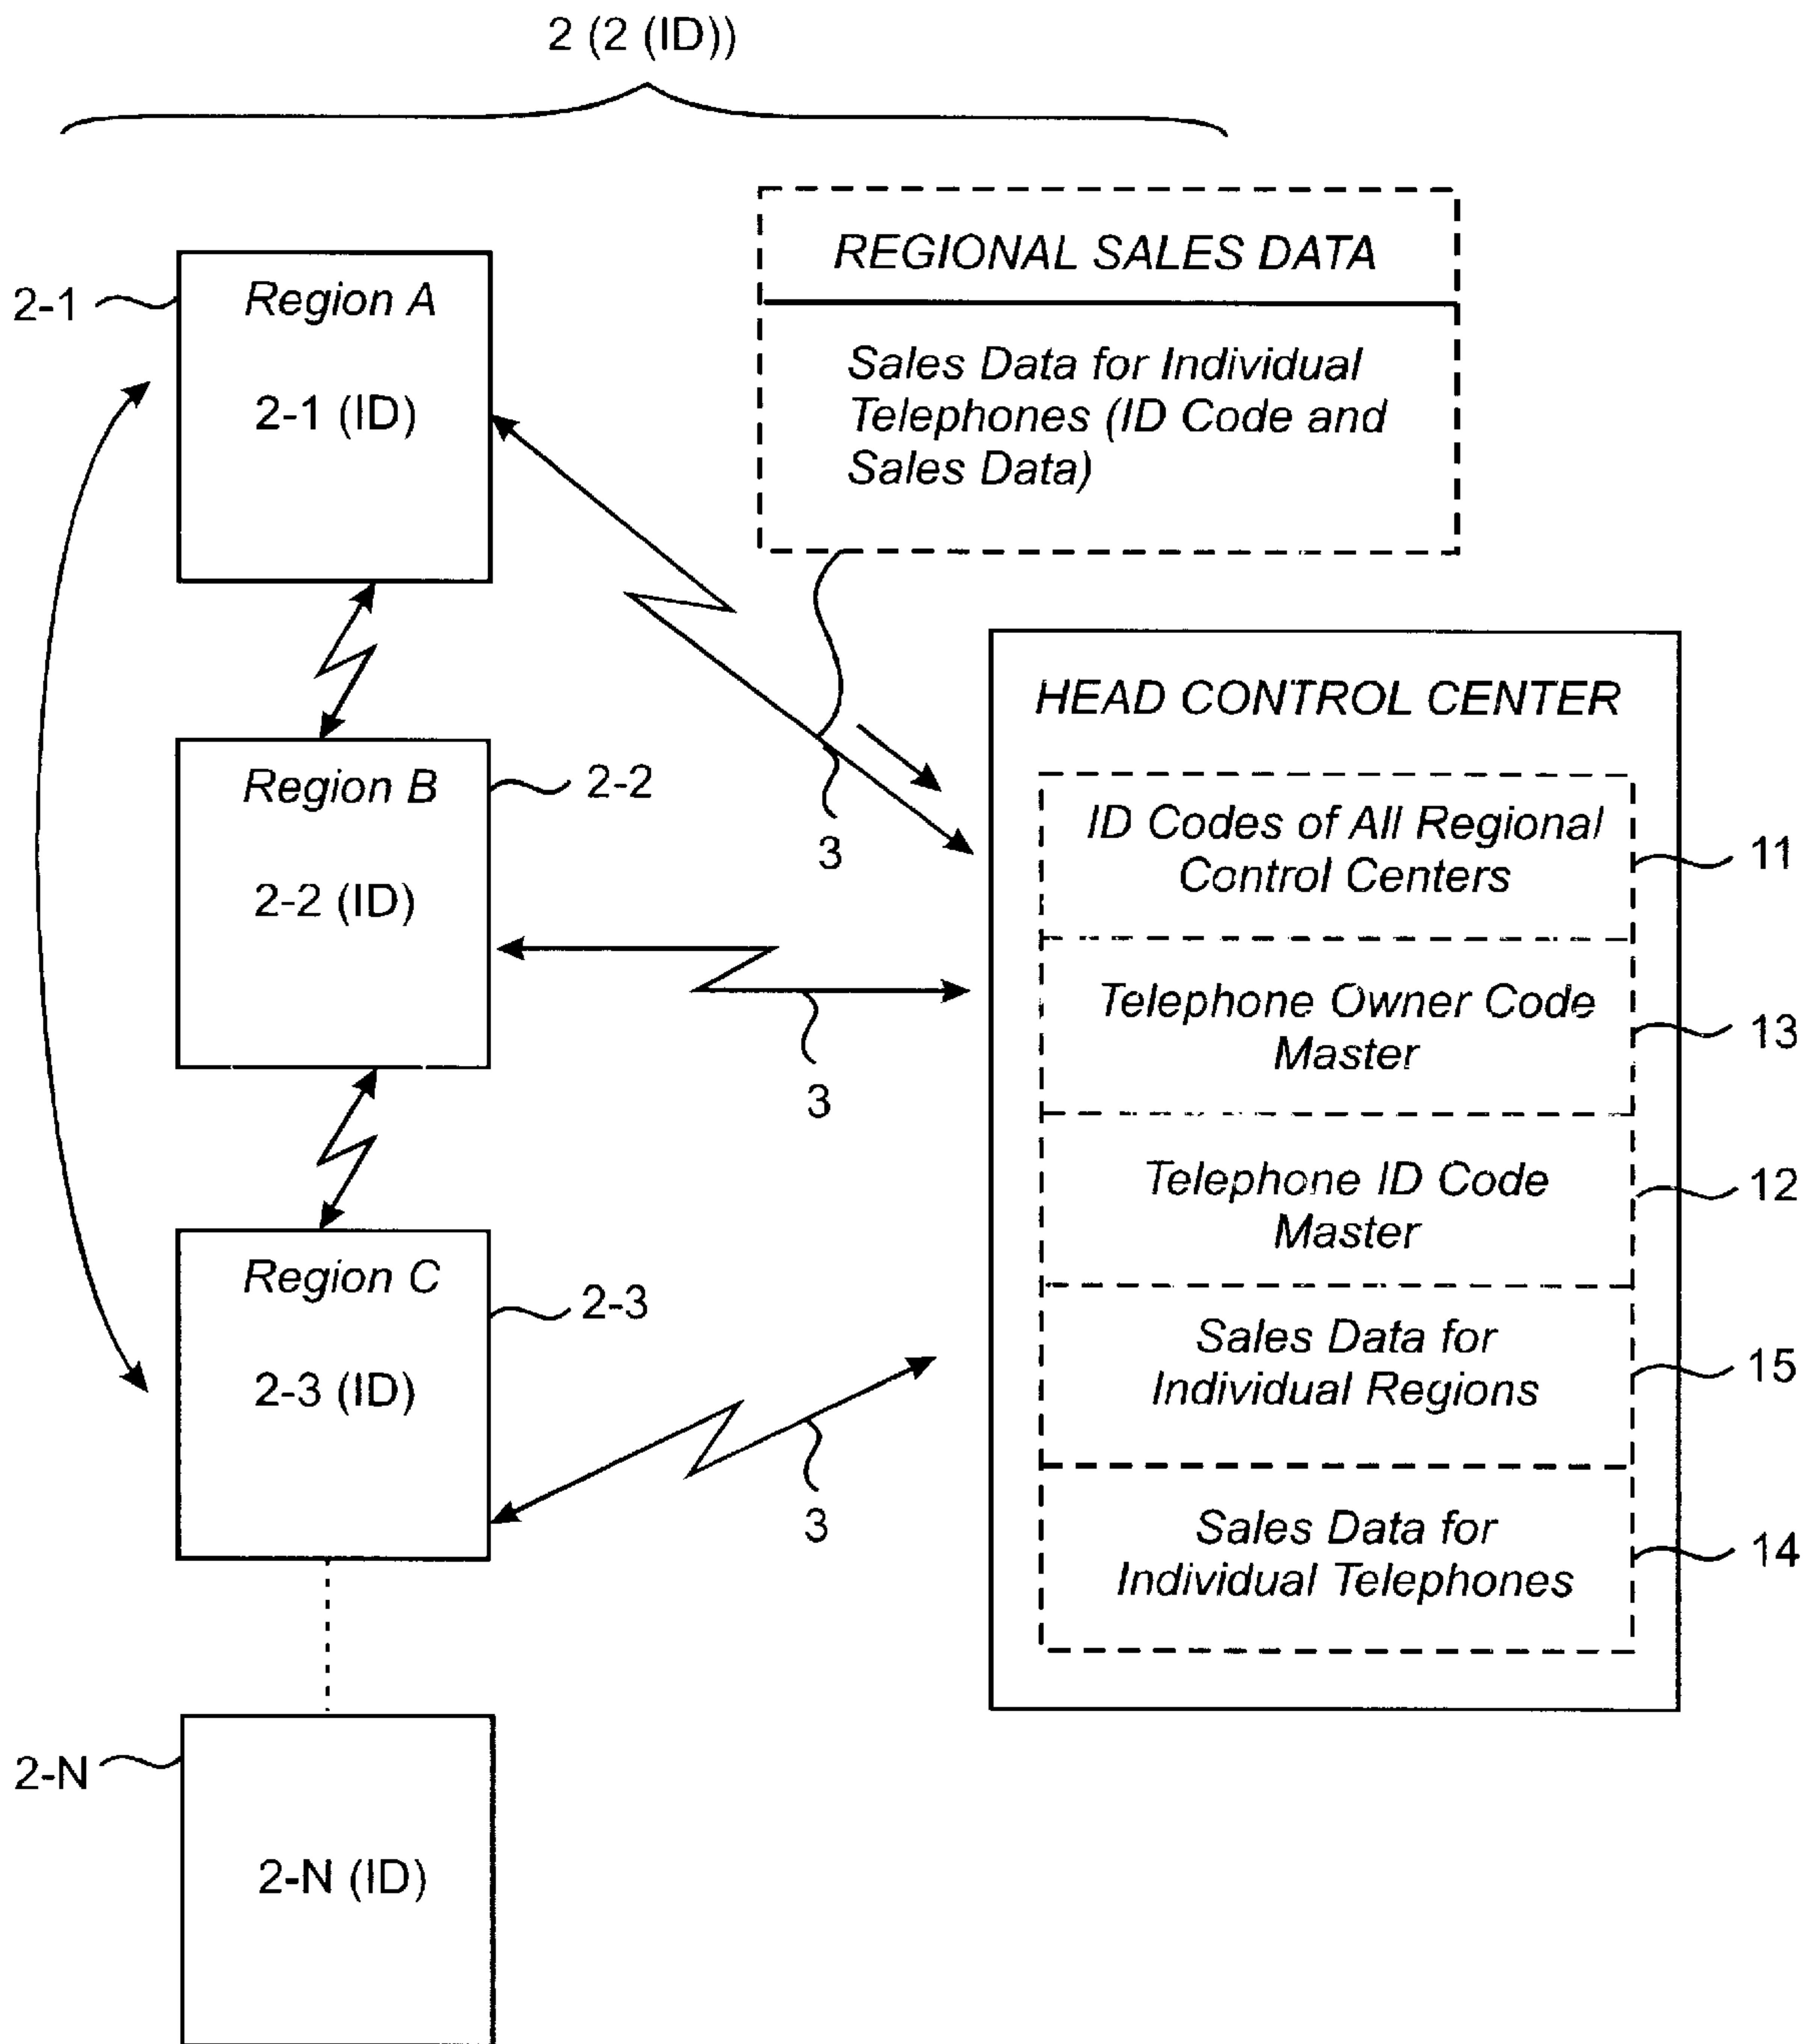 2 (2 (ID))
REGIONAL SALES DATA
Sales Data for Individual
Telephones (ID Code and
Sales Data)
2-1
Region A
2-1 (ID)
3
Region B
2-2
2-2 (ID)
3
Region C
2-3
2-3 (ID)
3
2-N
2-N (ID)
HEAD CONTROL CENTER
ID Codes of All Regional
Control Centers
11
Telephone Owner Code
Master
13
Telephone ID Code
Master
12
Sales Data for
Individual Regions
15
Sales Data for
Individual Telephones
14